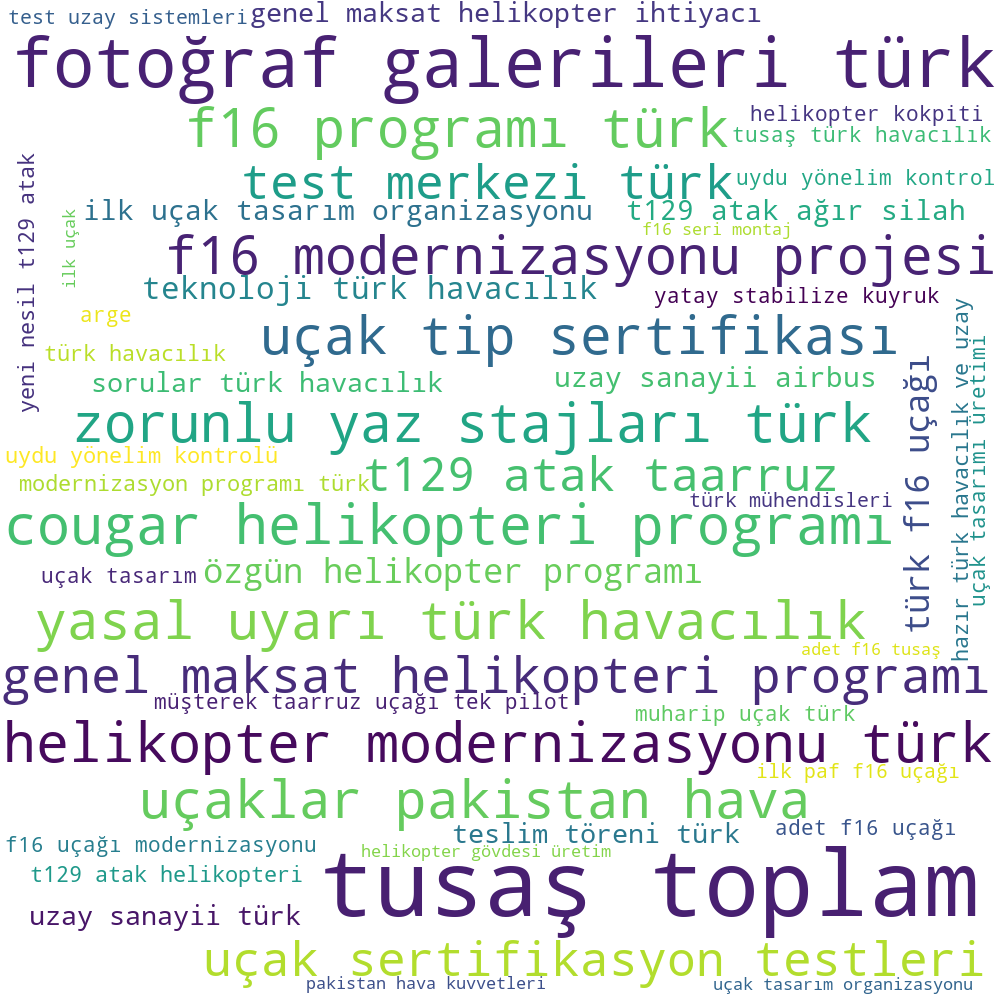 test uzay sistemleri
genel maksat helikopter ihtiyacı
fotoğraf galerileri türk
helikopter kokpiti
f16 programı türk
tusaş türk havacılık
test merkezi türk
uydu yönelim kontrol
ilk uçak tasarım organizasyonu
t129 atak ağır silah
f16 seri montaj
yeni nesil t129 atak
ilk uçak
f16 modernizasyonu projesi
teknoloji türk havacılık
yatay stabilize kuyruk
arge
uçak tip sertifikası
türk havacılık
sorular türk havacılık
uzay sanayii airbus
türk f16 uçağı
hazır türk havacılık ve uzay
uçak tasarımı üretimi
zorunlu yaz stajları türk
uydu yönelim kontrolü
t129 atak taarruz
modernizasyon programı türk
türk mühendisleri
cougar helikopteri programı
uçak tasarım
özgün helikopter programı
yasal uyarı türk havacılık
adet f16 tusaş
genel maksat helikopteri programı
müşterek taarruz uçağı tek pilot
muharip uçak türk
helikopter modernizasyonu türk
ilk paf f16 uçağı
uçaklar pakistan hava
teslim töreni türk
adet f16 uçağı
f16 uçağı modernizasyonu
helikopter gövdesi üretim
t129 atak helikopteri
tusaş toplam
uzay sanayii türk
uçak sertifikasyon testleri
pakistan hava kuvvetleri
uçak tasarım organizasyonu